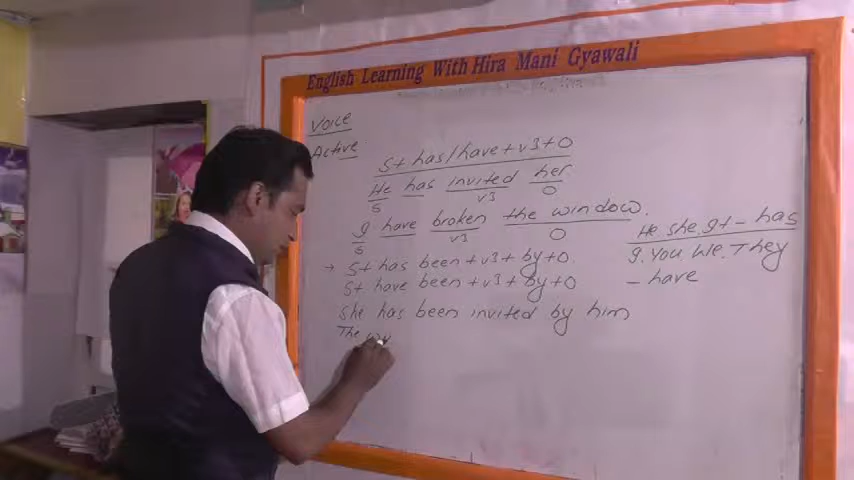 English Learning With Hira Mani Gyawali
Voice
Active
S + has/have + v3 + O
He has invited her
S v3 O
I have broken the window.
S v3 O
→ S + has been + v3 + by + O.
S + have been + v3 + by + O
She has been invited by him
The
He she It - has
I. You. We. They
- have